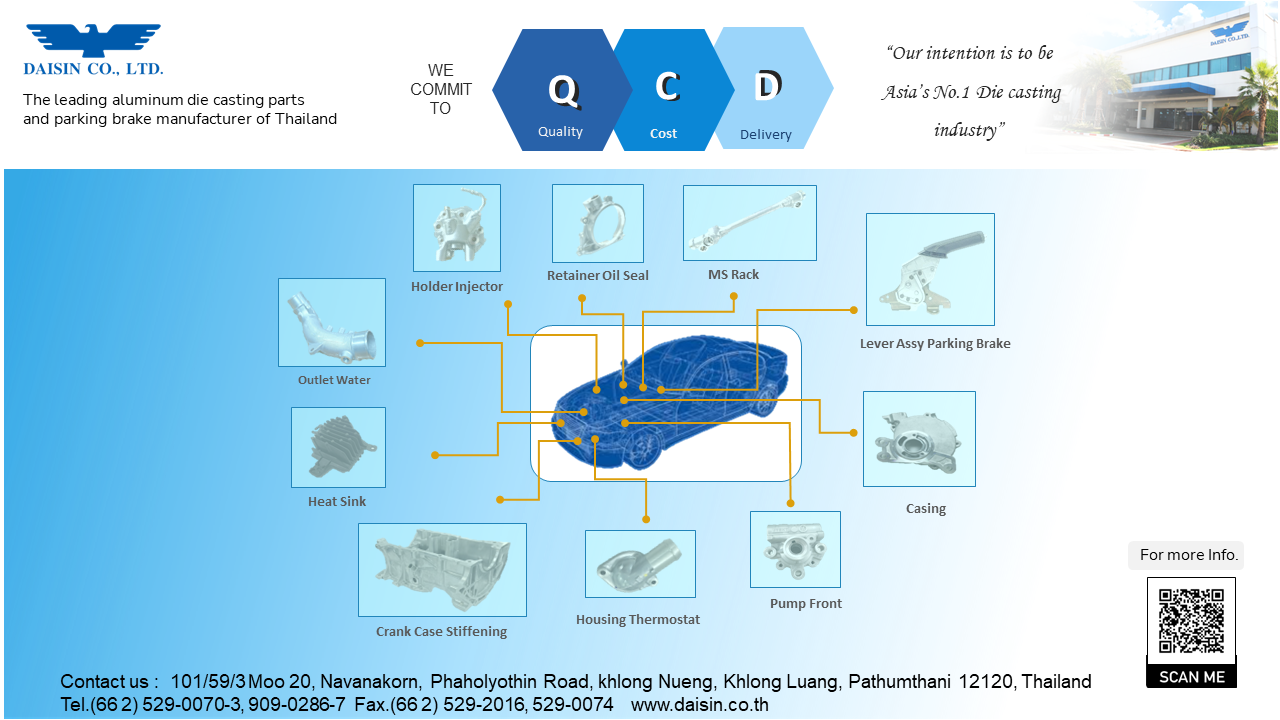 DAISIN CO., LTD.
The leading aluminum die casting parts
and parking brake manufacturer of Thailand
WE
COMMIT
TO
Q
Quality
C
Cost
D
Delivery
“Our intention is to be
Asia’s No.1 Die casting
industry”
DAISIN CO.,LTD.
Holder Injector
Retainer Oil Seal
MS Rack
Lever Assy Parking Brake
Outlet Water
Heat Sink
Casing
Crank Case Stiffening
Housing Thermostat
Pump Front
For more Info.
SCAN ME
Contact us : 101/59/3 Moo 20, Navanakorn, Phaholyothin Road, khlong Nueng, Khlong Luang, Pathumthani 12120, Thailand
Tel.(66 2) 529-0070-3, 909-0286-7 Fax.(66 2) 529-2016, 529-0074 www.daisin.co.th